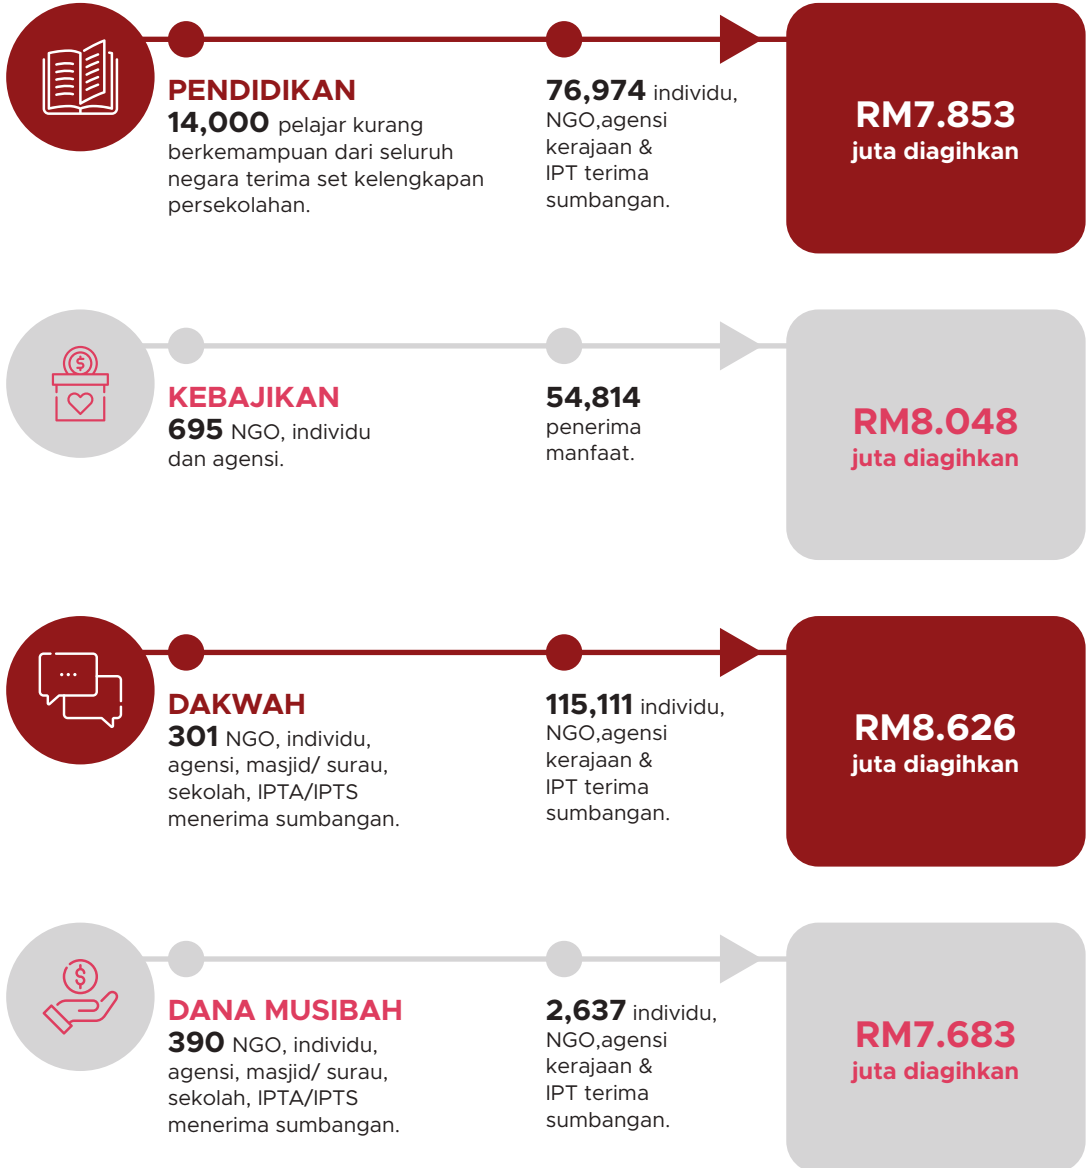 PENDIDIKAN
14,000 pelajar kurang
berkemampuan dari seluruh
negara terima set kelengkapan
persekolahan.
76,974 individu,
NGO,agensi
kerajaan &
IPT terima
sumbangan.
RM7.853
juta diagihkan
KEBAJIKAN
695 NGO, individu
dan agensi.
54,814
penerima
manfaat.
RM8.048
juta diagihkan
DAKWAH
301 NGO, individu,
agensi, masjid/ surau,
sekolah, IPTA/IPTS
menerima sumbangan.
115,111 individu,
NGO,agensi
kerajaan &
IPT terima
sumbangan.
RM8.626
juta diagihkan
DANA MUSIBAH
390 NGO, individu,
agensi, masjid/ surau,
sekolah, IPTA/IPTS
menerima sumbangan.
2,637 individu,
NGO,agensi
kerajaan &
IPT terima
sumbangan.
RM7.683
juta diagihkan